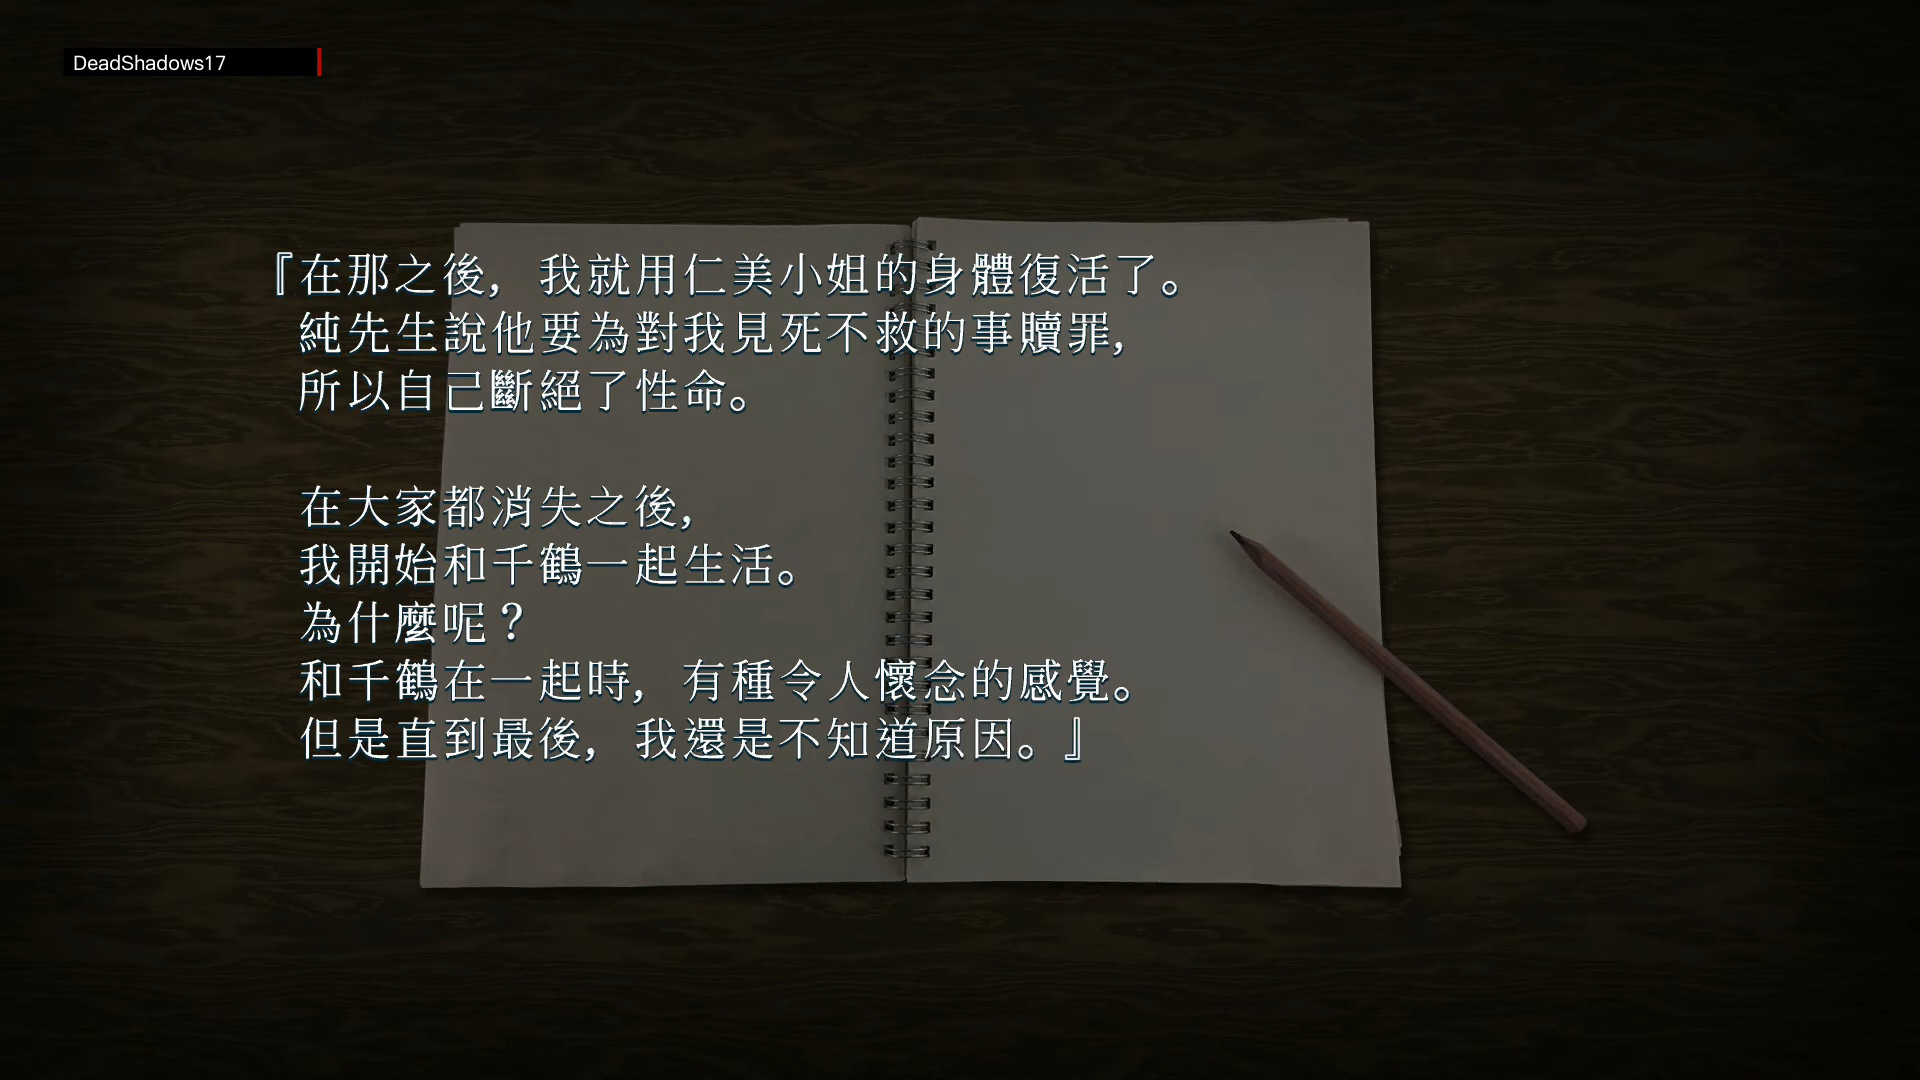 DeadShadows17
『在那之後，我就用仁美小姐的身體復活了。
純先生說他要為對我見死不救的事贖罪，
所以自己斷絕了性命。
在大家都消失之後，
我開始和千鶴一起生活。
為什麼呢？
和千鶴在一起時，有種令人懷念的感覺。
但是直到最後，我還是不知道原因。』